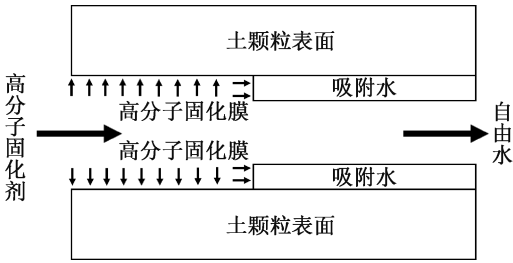 土颗粒表面
吸附水
高分子固化膜
高分子固化剂
自由水
高分子固化膜
吸附水
土颗粒表面